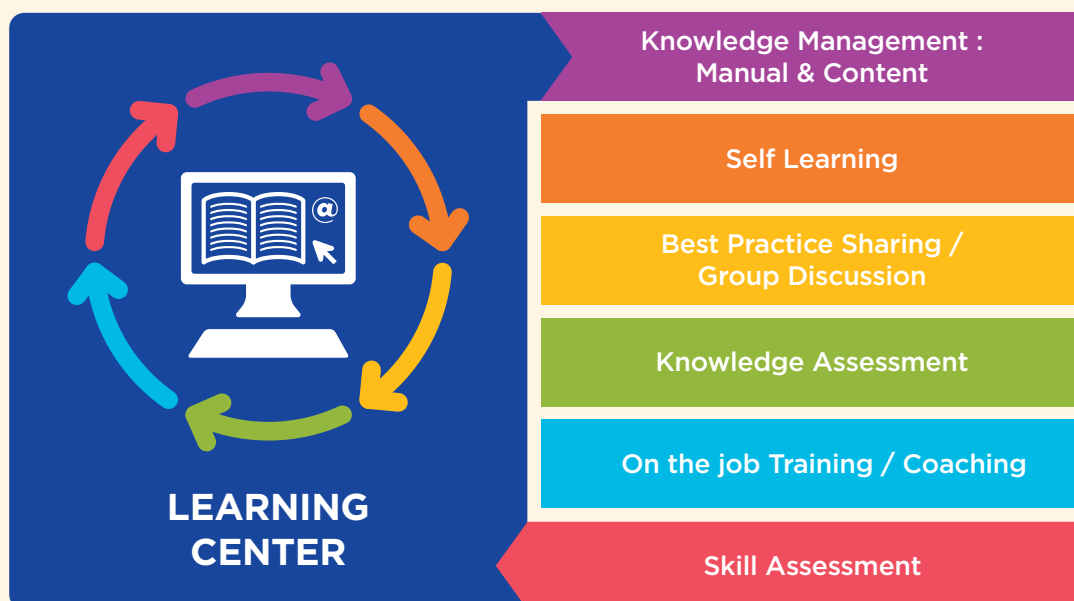 LEARNING
CENTER
Knowledge Management :
Manual & Content
Self Learning
Best Practice Sharing /
Group Discussion
Knowledge Assessment
On the job Training / Coaching
Skill Assessment
@